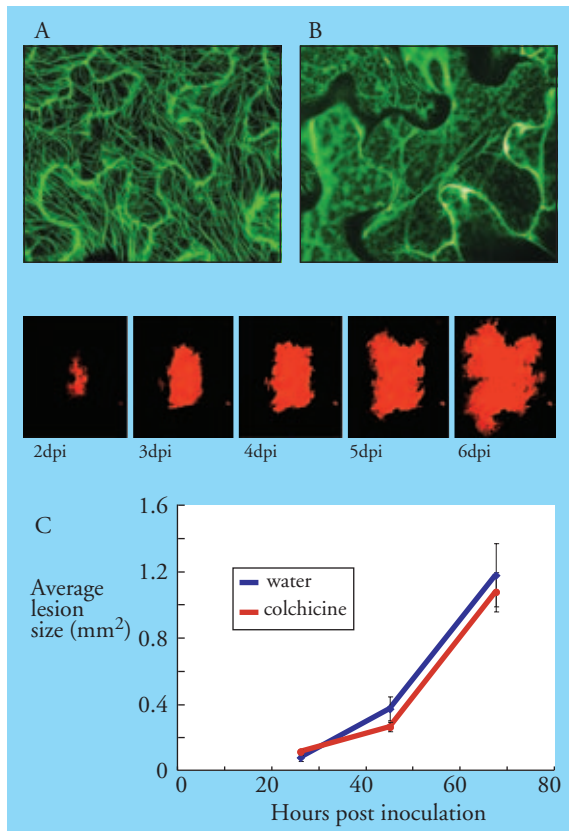 A B
2dpi 3dpi 4dpi 5dpi 6dpi
C
Average
lesion
size (mm²)
1.6
1.2
0.8
0.4
0
water
colchicine
0 20 40 60 80
Hours post inoculation